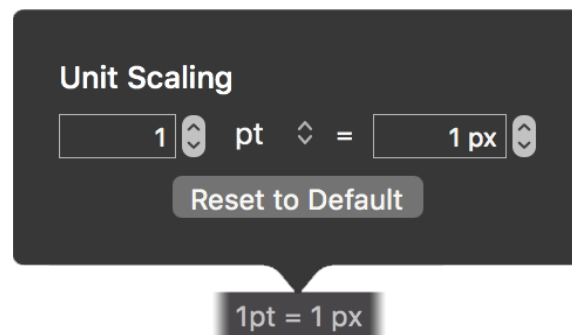 Unit Scaling
1 pt = 1 px
Reset to Default
1pt = 1 px